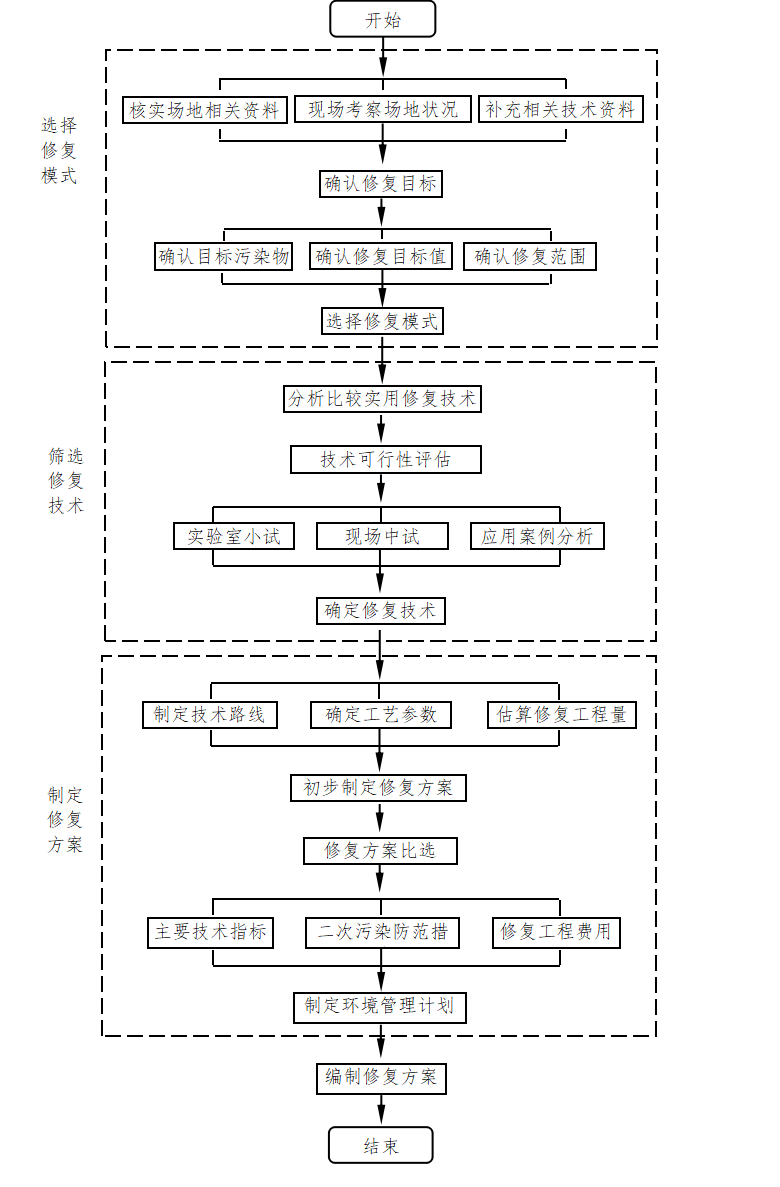 开始
选择
修复
模式
核实场地相关资料
现场考察场地状况
补充相关技术资料
确认修复目标
确认目标污染物
确认修复目标值
确认修复范围
选择修复模式
筛选
修复
技术
分析比较实用修复技术
技术可行性评估
实验室小试
现场中试
应用案例分析
确定修复技术
制定
修复
方案
制定技术路线
确定工艺参数
估算修复工程量
初步制定修复方案
修复方案比选
主要技术指标
二次污染防范措
修复工程费用
制定环境管理计划
编制修复方案
结束